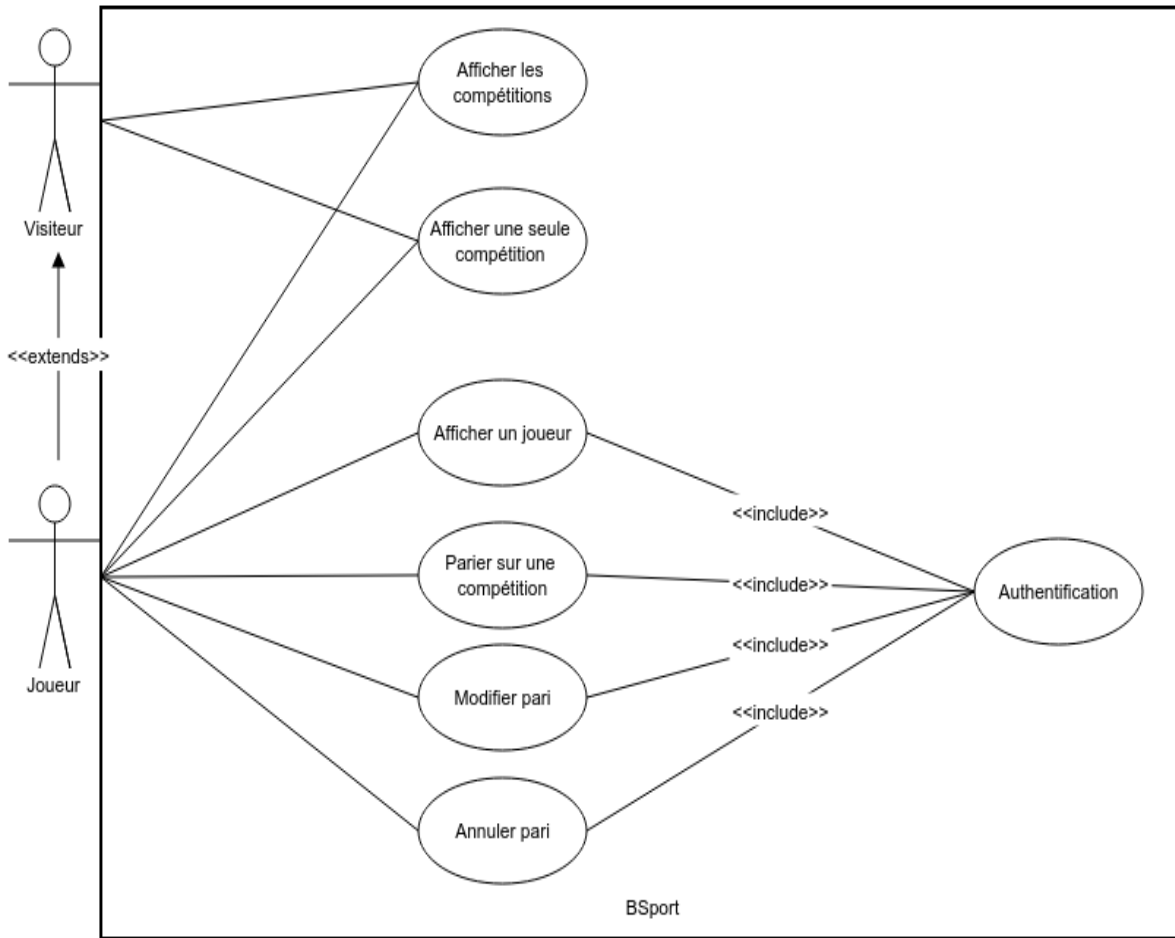 Afficher les
compétitions
Visiteur
Afficher une seule
compétition
<<extends>>
Afficher un joueur
<<include>>
Parier sur une
compétition
<<include>>
Authentification
<<include>>
Joueur
Modifier pari
<<include>>
Annuler pari
BSport